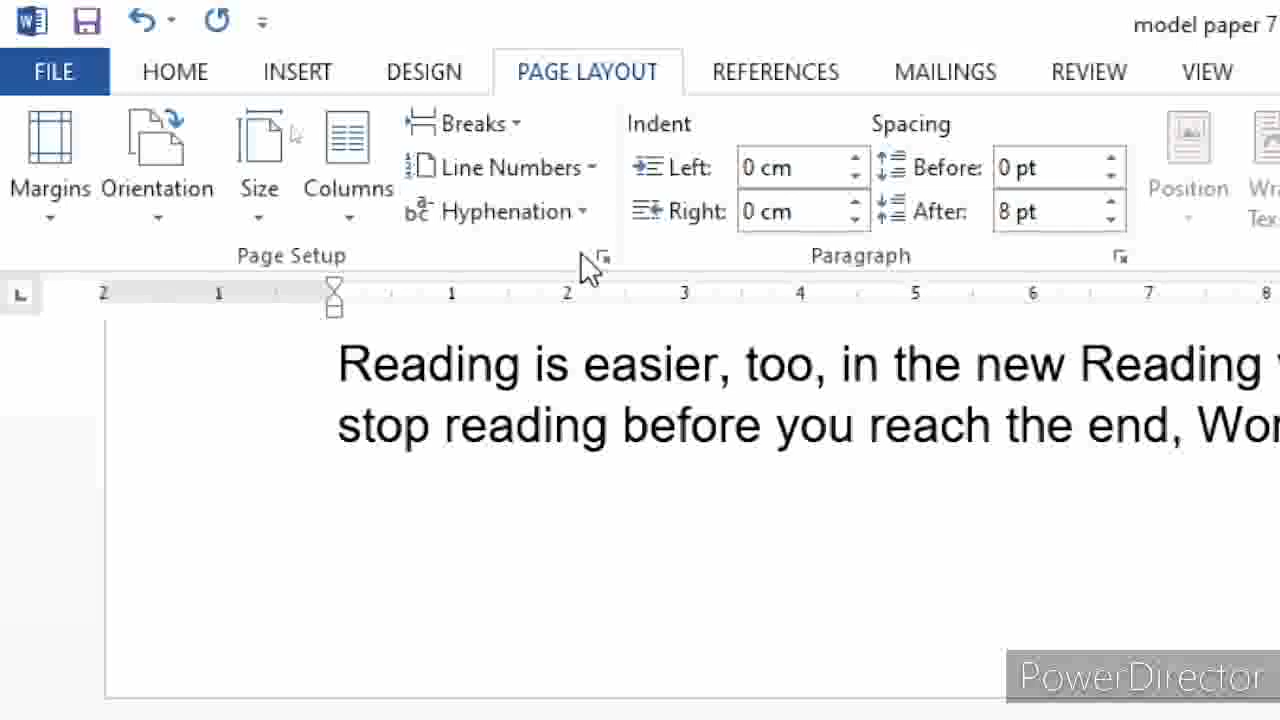 model paper 7
FILE HOME INSERT DESIGN PAGE LAYOUT REFERENCES MAILINGS REVIEW VIEW
Margins Orientation Size Columns
Breaks
Line Numbers
Hyphenation
Page Setup
Indent
Left: 0 cm
Right: 0 cm
Spacing
Before: 0 pt
After: 8 pt
Paragraph
Position
2 1 1 2 3 4 5 6 7 8
Reading is easier, too, in the new Reading
stop reading before you reach the end,
PowerDirector